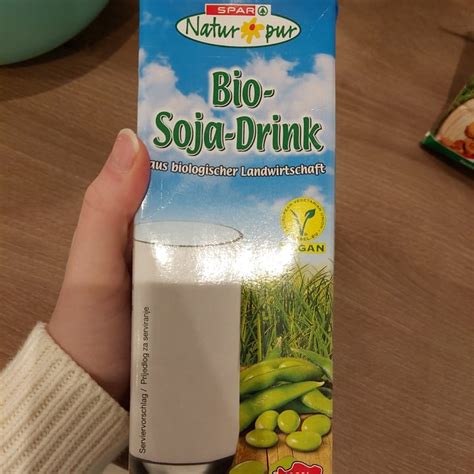 SPAR
Natur pur
Bio-
Soja-Drink
aus biologischer Landwirtschaft
VEGAN
Serviervorschlag / Prijedlog za serviranje